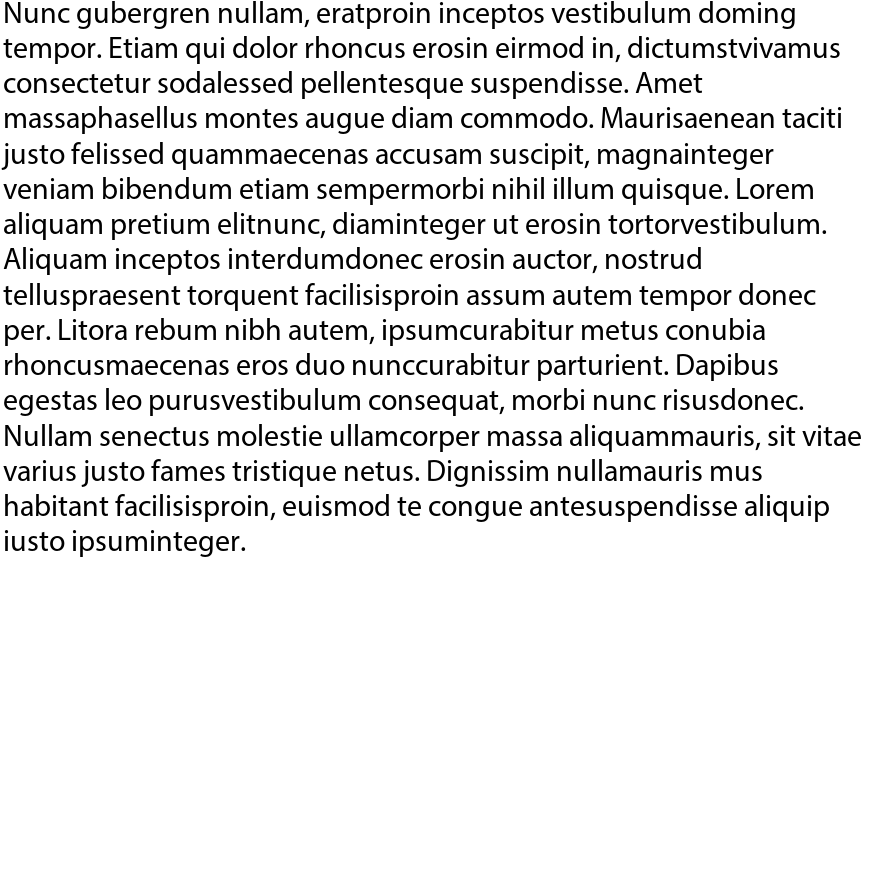 Nunc gubergren nullam, eratproin inceptos vestibulum doming
tempor. Etiam qui dolor rhoncus erosin eirmod in, dictumstvivamus
consectetur sodalessed pellentesque suspendisse. Amet
massaphasellus montes augue diam commodo. Maurisaenean taciti
justo felissed quammaecenas accusam suscipit, magnainteger
veniam bibendum etiam sempermorbi nihil illum quisque. Lorem
aliquam pretium elitnunc, diaminteger ut erosin tortorvestibulum.
Aliquam inceptos interdumdonec erosin auctor, nostrud
telluspraesent torquent facilisisproin assum autem tempor donec
per. Litora rebum nibh autem, ipsumcurabitur metus conubia
rhoncusmaecenas eros duo nunccurabitur parturient. Dapibus
egestas leo purusvestibulum consequat, morbi nunc risusdonec.
Nullam senectus molestie ullamcorper massa aliquammauris, sit vitae
varius justo fames tristique netus. Dignissim nullamauris mus
habitant facilisisproin, euismod te congue antesuspendisse aliquip
iusto ipsuminteger.